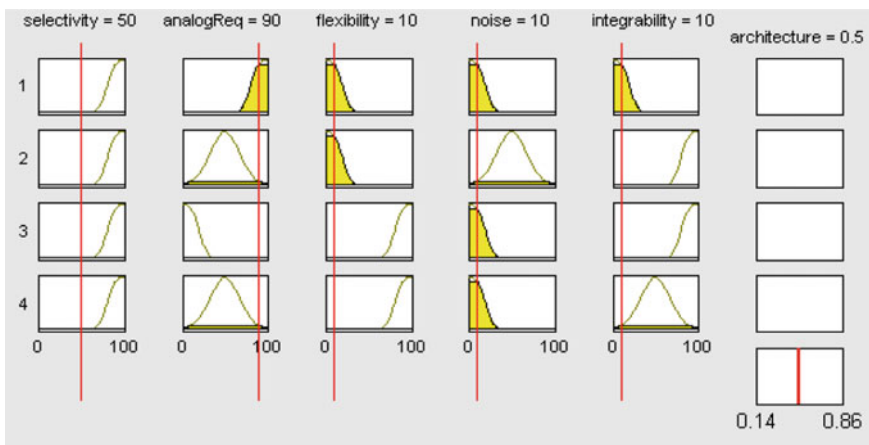 selectivity = 50 analogReq = 90 flexibility = 10 noise = 10 integrability = 10
architecture = 0.5
1
2
3
4
0 100 0 100 0 100 0 100 0 100
0.14 0.86